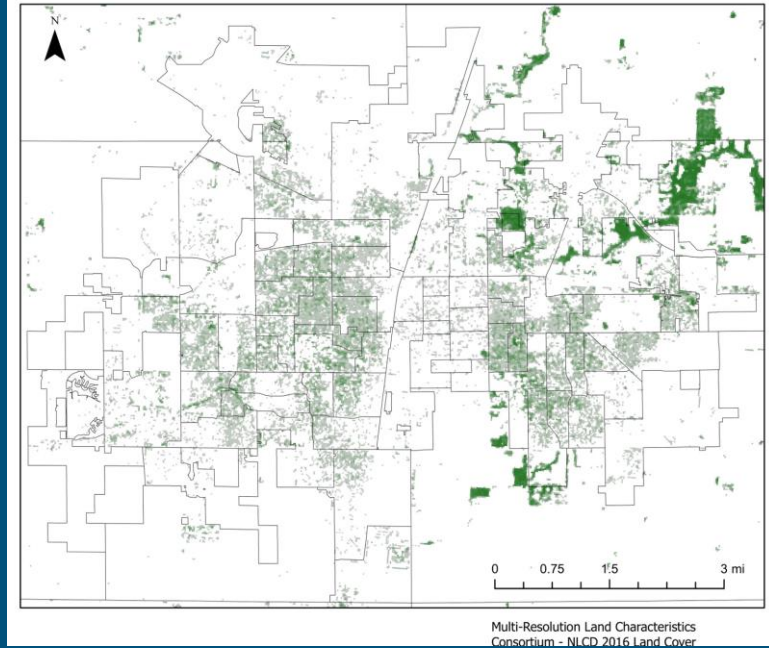 N
0 0.75 1.5 3 mi
Multi-Resolution Land Characteristics
Consortium - NLCD 2016 Land Cover